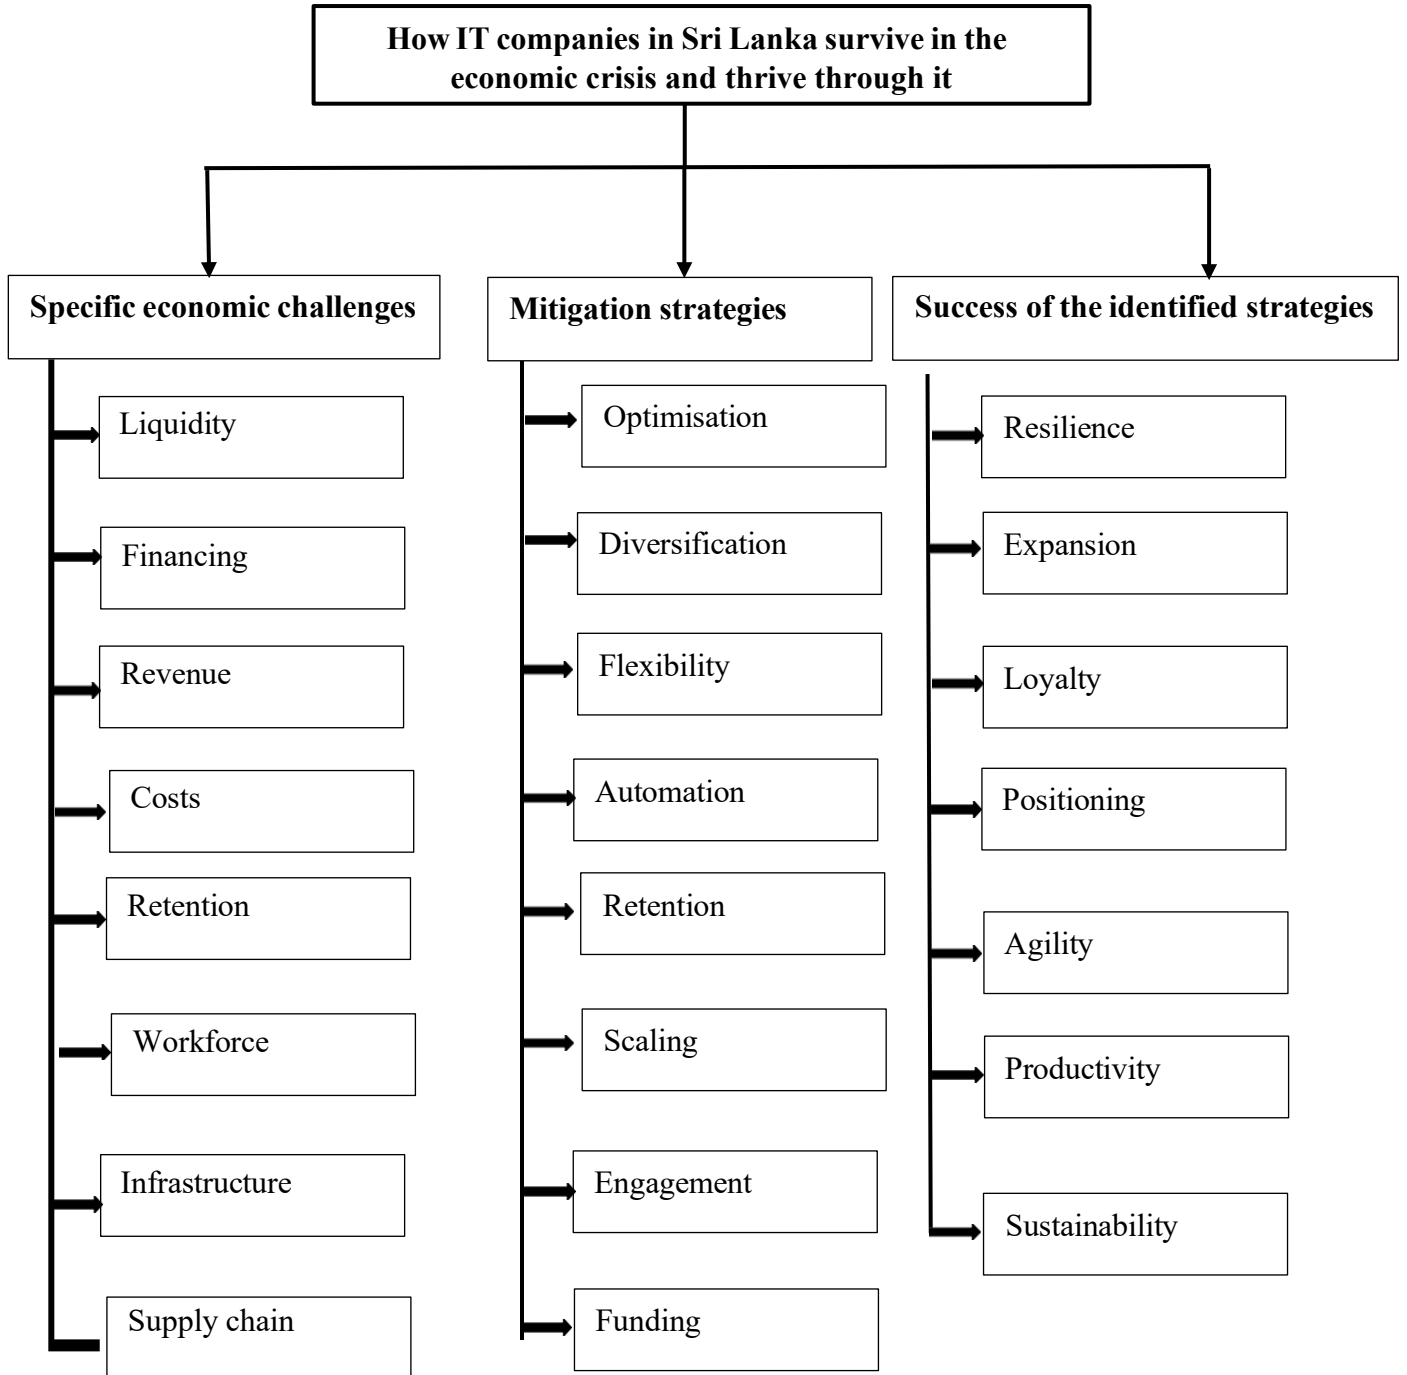 How IT companies in Sri Lanka survive in the
economic crisis and thrive through it
Specific economic challenges
Liquidity
Financing
Revenue
Costs
Retention
Workforce
Infrastructure
Supply chain
Mitigation strategies
Optimisation
Diversification
Flexibility
Automation
Retention
Scaling
Engagement
Funding
Success of the identified strategies
Resilience
Expansion
Loyalty
Positioning
Agility
Productivity
Sustainability